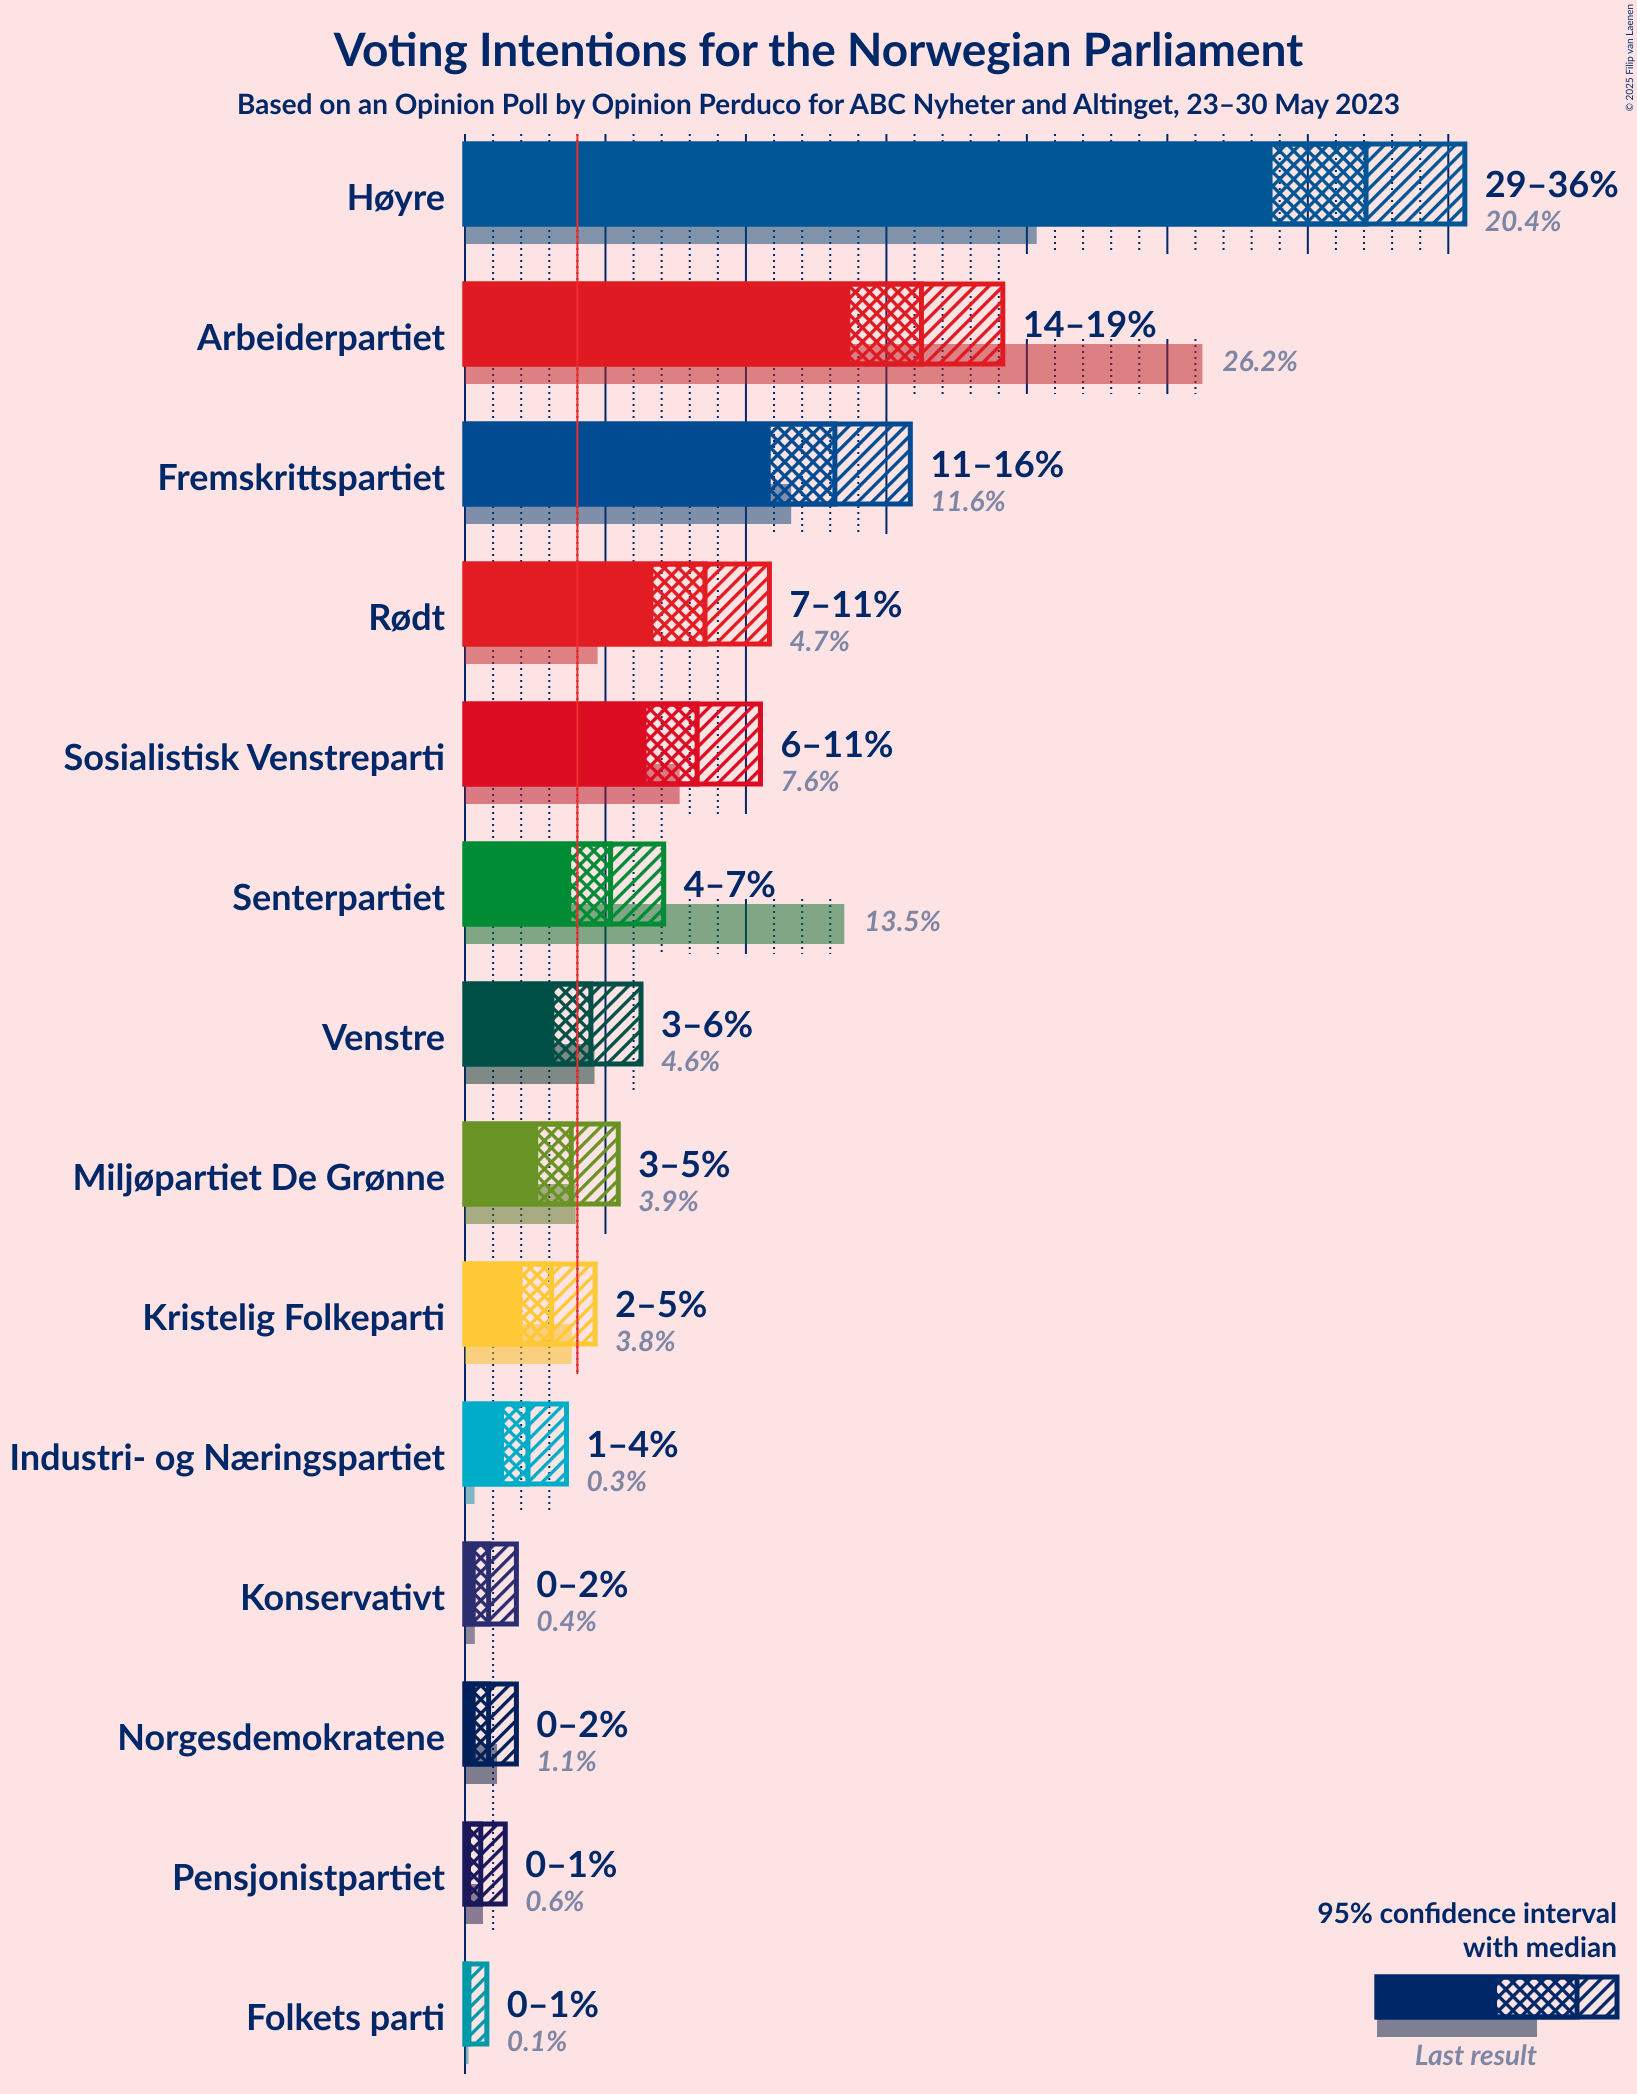 © 2025 Filip van Laenen
Voting Intentions for the Norwegian Parliament
Based on an Opinion Poll by Opinion Perduco for ABC Nyheter and Altinget, 23–30 May 2023
Høyre
29–36%
20.4%
Arbeiderpartiet
14–19%
26.2%
Fremskrittspartiet
11–16%
11.6%
Rødt
7–11%
4.7%
Sosialistisk Venstreparti
6–11%
7.6%
Senterpartiet
4–7%
13.5%
Venstre
3–6%
4.6%
Miljøpartiet De Grønne
3–5%
3.9%
Kristelig Folkeparti
2–5%
3.8%
Industri- og Næringspartiet
1–4%
0.3%
Konservativt
0–2%
0.4%
Norgesdemokratene
0–2%
1.1%
Pensjonistpartiet
0–1%
0.6%
Folkets parti
0–1%
0.1%
95% confidence interval
with median
Last result